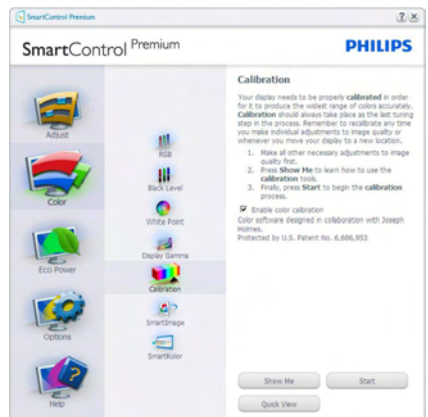 SmartControl Premium
SmartControl Premium
PHILIPS
Adjust
Color
Eco Power
Options
Help
RGB
Black Level
White Point
Display Gamma
Calibration
SmartImage
SmartKolor
Calibration
Your display needs to be properly calibrated in order
for it to produce the widest range of colors accurately.
Calibration should always take place as the last tuning
step in the process. Remember to recalibrate any time
you make individual adjustments to image quality or
whenever you move your display to a new location.
1. Make all other necessary adjustments to image
quality first.
2. Press Show Me to learn how to use the
calibration tools.
3. Finally, press Start to begin the calibration
process.
Enable color calibration
Color software designed in collaboration with Joseph
Holmes.
Protected by U.S. Patent No. 6,686,953
Show Me
Start
Quick View